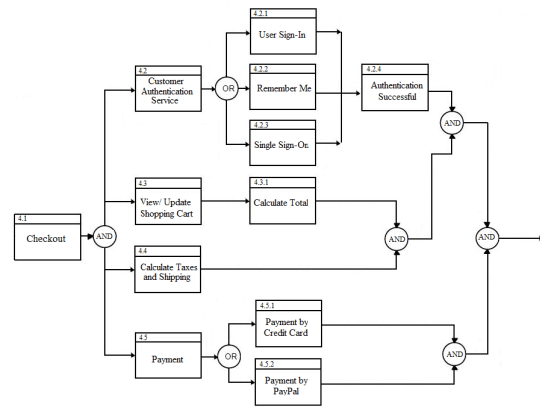 4.2.1
User Sign-In
4.2
Customer
Authentication
Service
OR
4.2.2
Remember Me
4.2.4
Authentication
Successful
AND
4.2.3
Single Sign-On
4.3
View/ Update
Shopping Cart
4.3.1
Calculate Total
4.1
Checkout
AND
AND
AND
4.4
Calculate Taxes
and Shipping
4.5
Payment
OR
4.5.1
Payment by
Credit Card
AND
4.5.2
Payment by
PayPal